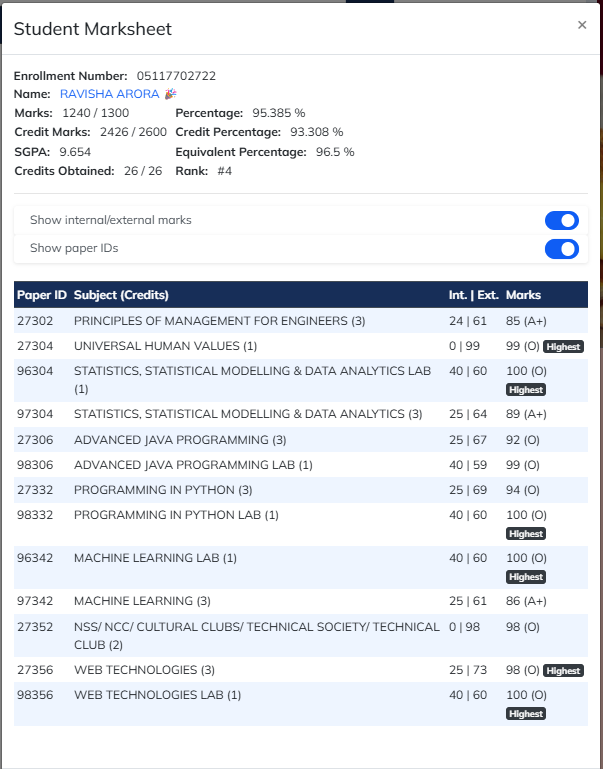 Student Marksheet ×
Enrollment Number: 05117702722
Name: RAVISHA ARORA 🎉
Marks: 1240 / 1300 Percentage: 95.385 %
Credit Marks: 2426 / 2600 Credit Percentage: 93.308 %
SGPA: 9.654 Equivalent Percentage: 96.5 %
Credits Obtained: 26 / 26 Rank: #4
Show internal/external marks
Show paper IDs
Paper ID Subject (Credits) Int. | Ext. Marks
27302 PRINCIPLES OF MANAGEMENT FOR ENGINEERS (3) 24 | 61 85 (A+)
27304 UNIVERSAL HUMAN VALUES (1) 0 | 99 99 (O) Highest
96304 STATISTICS, STATISTICAL MODELLING & DATA ANALYTICS LAB 40 | 60 100 (O)
(1) Highest
97304 STATISTICS, STATISTICAL MODELLING & DATA ANALYTICS (3) 25 | 64 89 (A+)
27306 ADVANCED JAVA PROGRAMMING (3) 25 | 67 92 (O)
98306 ADVANCED JAVA PROGRAMMING LAB (1) 40 | 59 99 (O)
27332 PROGRAMMING IN PYTHON (3) 25 | 69 94 (O)
98332 PROGRAMMING IN PYTHON LAB (1) 40 | 60 100 (O)
Highest
96342 MACHINE LEARNING LAB (1) 40 | 60 100 (O)
Highest
97342 MACHINE LEARNING (3) 25 | 61 86 (A+)
27352 NSS/ NCC/ CULTURAL CLUBS/ TECHNICAL SOCIETY/ TECHNICAL 0 | 98 98 (O)
CLUB (2)
27356 WEB TECHNOLOGIES (3) 25 | 73 98 (O) Highest
98356 WEB TECHNOLOGIES LAB (1) 40 | 60 100 (O)
Highest